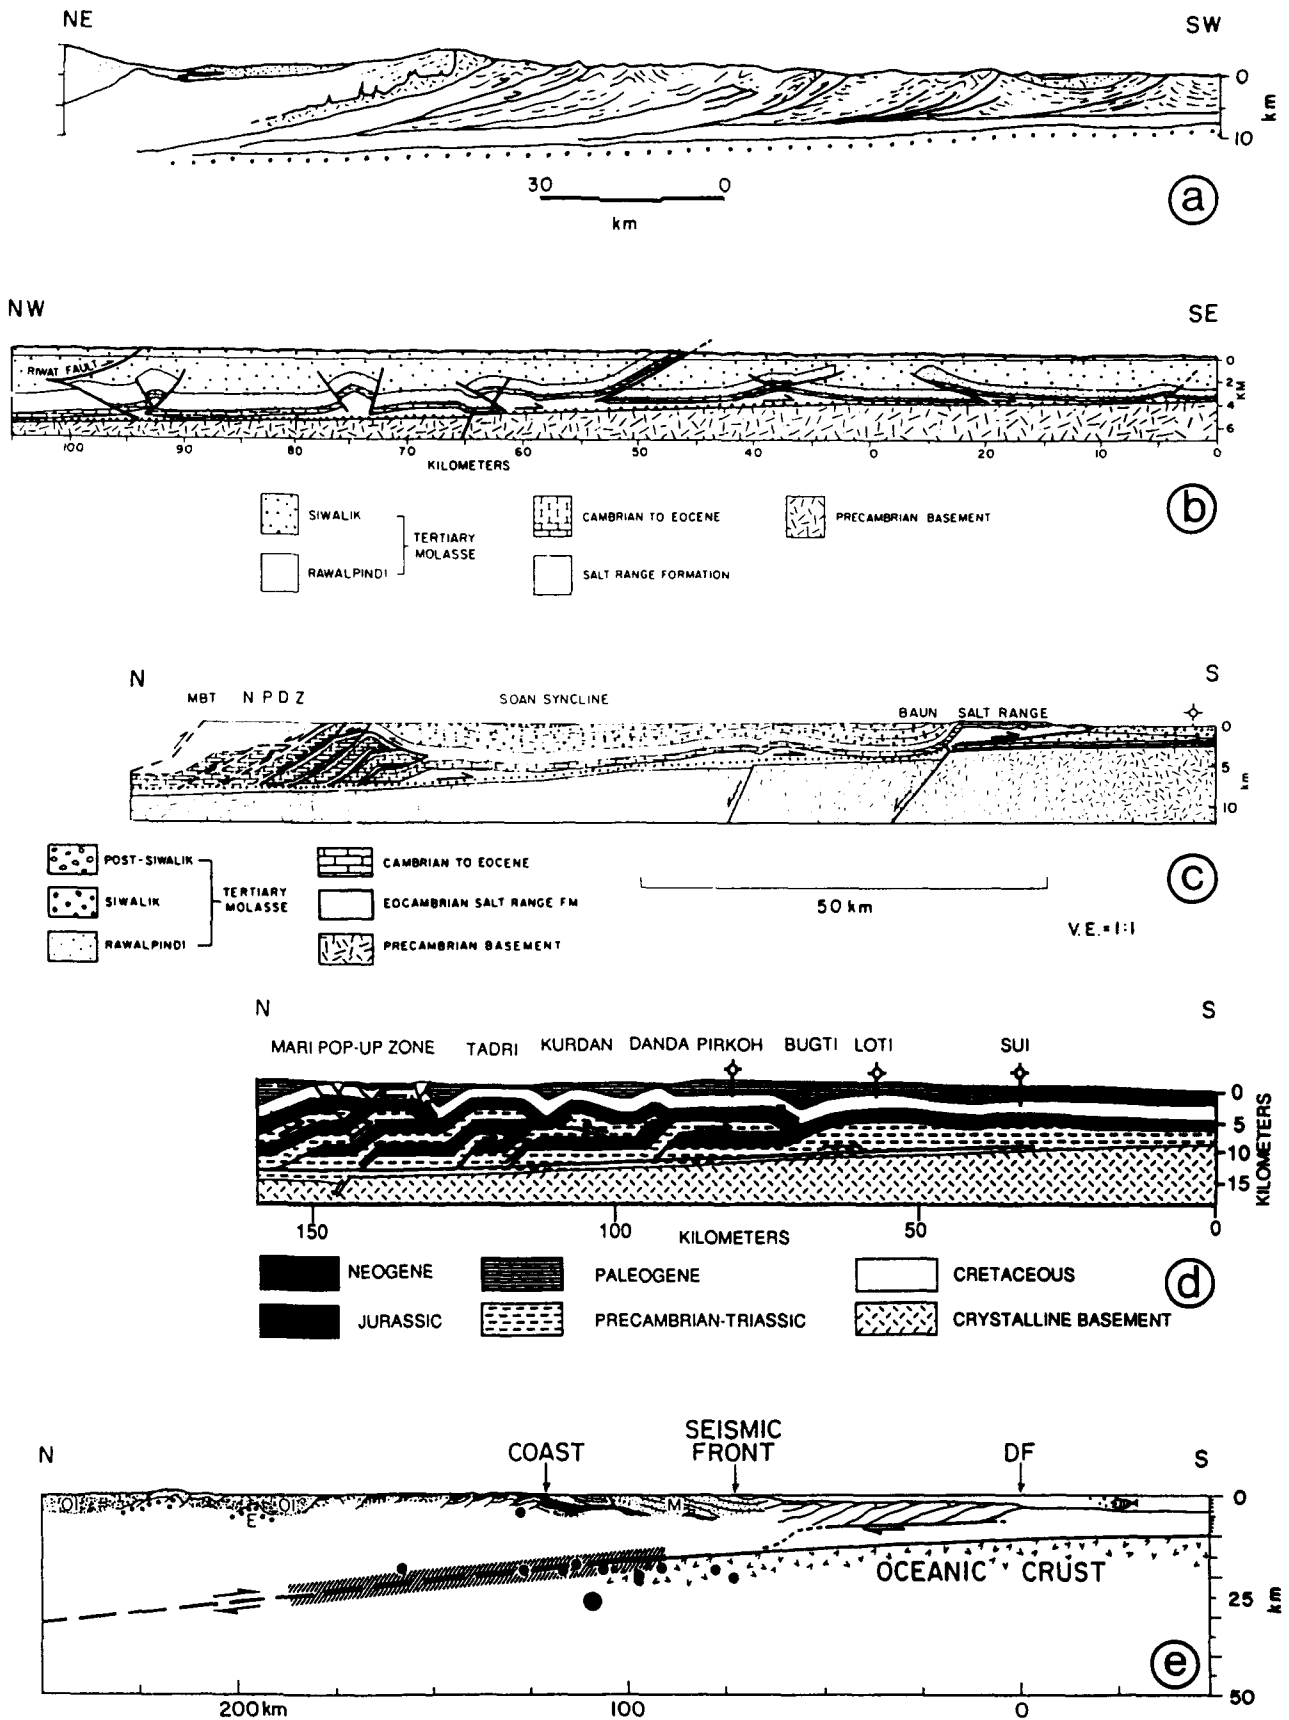 NE SW
0
10
km
30 0
km
a
NW SE
RIWAT FAULT
0
2
4
6
KM
100 90 80 70 60 50 40 0 20 10 0
KILOMETERS
b
SIWALIK
RAWALPINDI
TERTIARY
MOLASSE
CAMBRIAN TO EOCENE
SALT RANGE FORMATION
PRECAMBRIAN BASEMENT
N S
MBT N P D Z SOAN SYNCLINE BAUN SALT RANGE
0
5
10
km
POST-SIWALIK
SIWALIK
RAWALPINDI
TERTIARY
MOLASSE
CAMBRIAN TO EOCENE
EOCAMBRIAN SALT RANGE FM
PRECAMBRIAN BASEMENT
50 km
V.E.=1:1
c
N S
MARI POP-UP ZONE TADRI KURDAN DANDA PIRKOH BUGTI LOTI SUI
0
5
10
15
KILOMETERS
150 100 50 0
KILOMETERS
NEOGENE PALEOGENE CRETACEOUS
JURASSIC PRECAMBRIAN-TRIASSIC CRYSTALLINE BASEMENT
d
N S
COAST SEISMIC
FRONT DF
Ol E Ol M
0
25
50
km
OCEANIC CRUST
200km 100 0
e